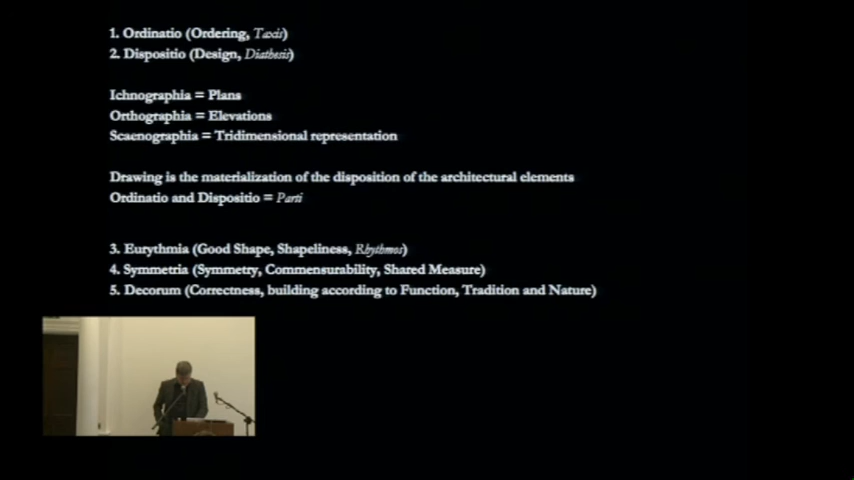 1. Ordinatio (Ordering, Taxis)
2. Dispositio (Design, Diathesis)
Ichnographia = Plans
Orthographia = Elevations
Scaenographia = Tridimensional representation
Drawing is the materialization of the disposition of the architectural elements
Ordinatio and Dispositio = Parti
3. Eurythmia (Good Shape, Shapeliness, Rhythmos)
4. Symmetria (Symmetry, Commensurability, Shared Measure)
5. Decorum (Correctness, building according to Function, Tradition and Nature)